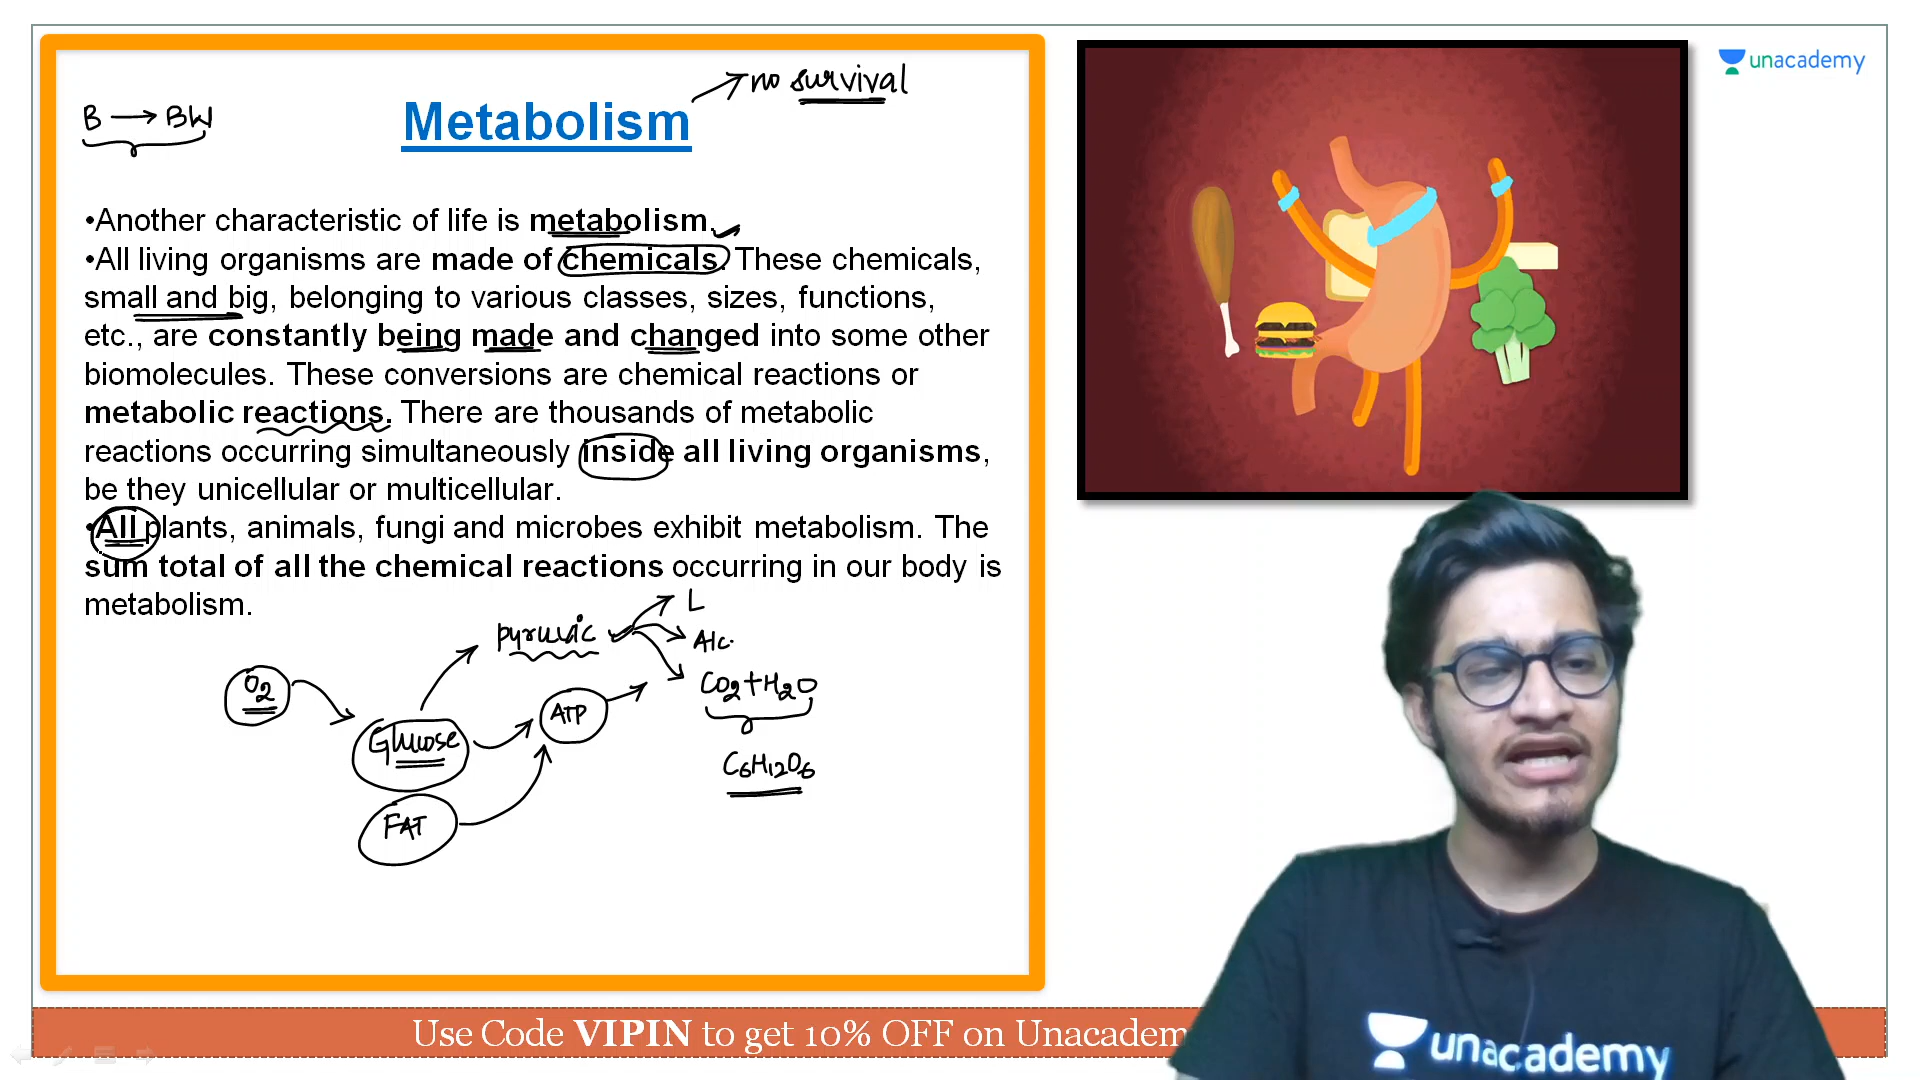 no survival
B → BW
Metabolism
•Another characteristic of life is metabolism.
•All living organisms are made of chemicals. These chemicals,
small and big, belonging to various classes, sizes, functions,
etc., are constantly being made and changed into some other
biomolecules. These conversions are chemical reactions or
metabolic reactions. There are thousands of metabolic
reactions occurring simultaneously inside all living organisms,
be they unicellular or multicellular.
•All plants, animals, fungi and microbes exhibit metabolism. The
sum total of all the chemical reactions occurring in our body is
metabolism.
L
pyruvic
Alc.
O2
CO2+H2O
ATP
Glucose
C6H12O6
FAT
unacademy
Use Code VIPIN to get 10% OFF on Unacadem
unacademy